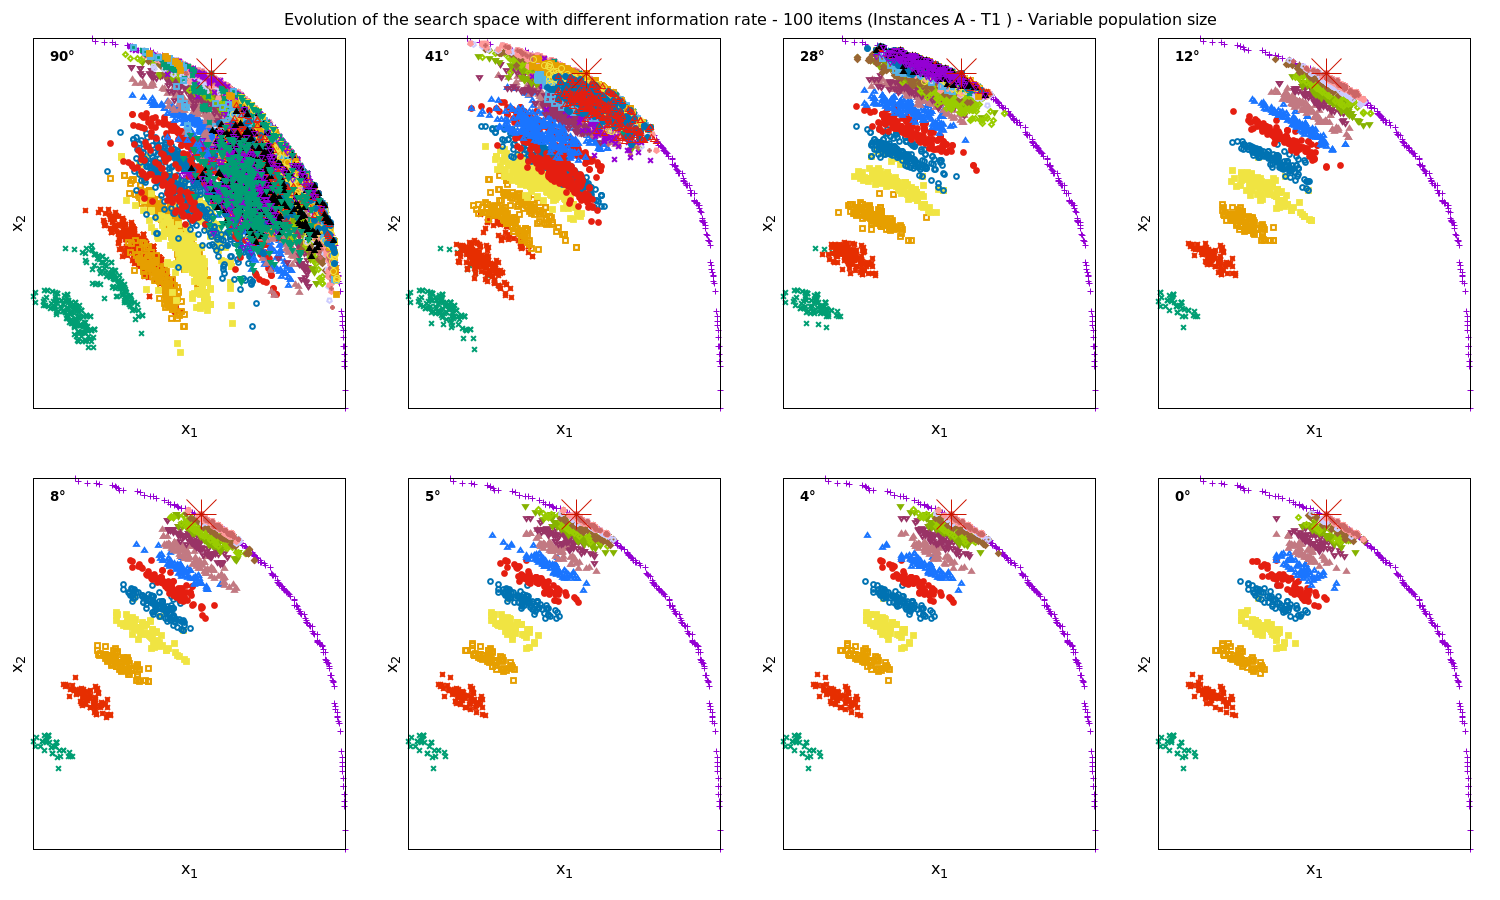 Evolution of the search space with different information rate - 100 items (Instances A - T1 ) - Variable population size
90°
41°
28°
12°
x₂
x₂
x₂
x₂
x₁
x₁
x₁
x₁
8°
5°
4°
0°
x₂
x₂
x₂
x₂
x₁
x₁
x₁
x₁